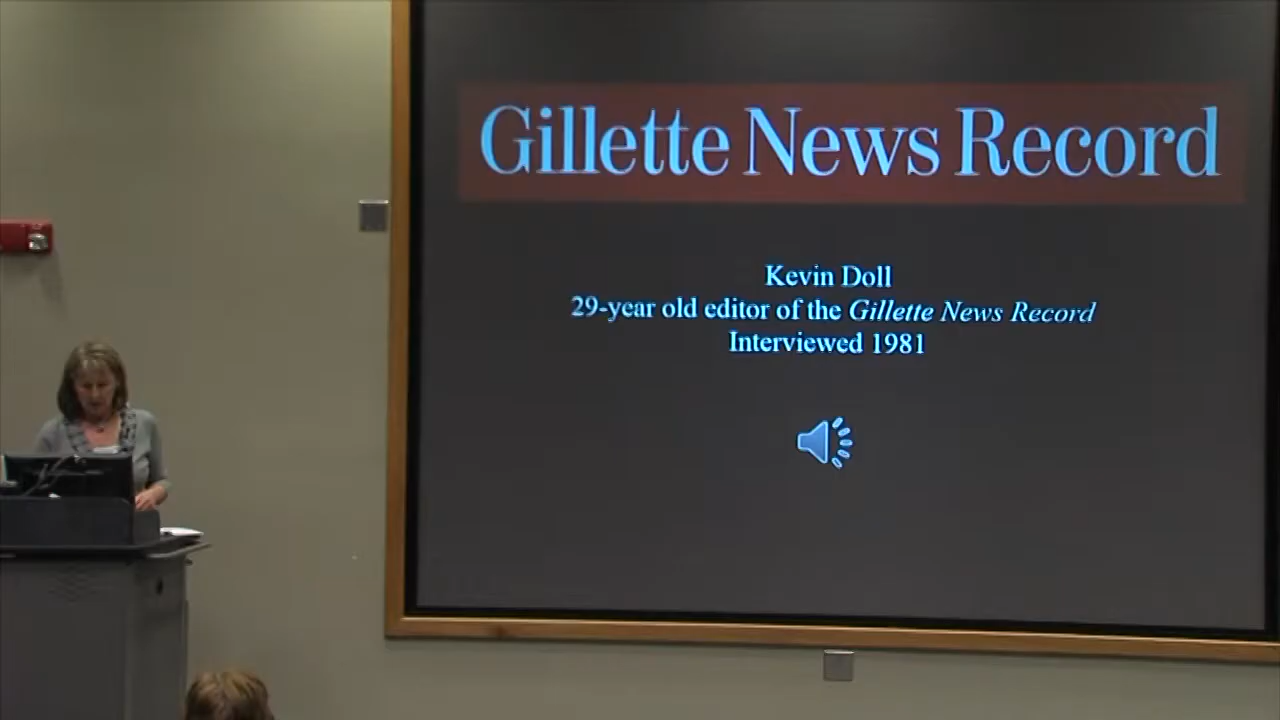 Gillette News Record
Kevin Doll
29-year old editor of the Gillette News Record
Interviewed 1981